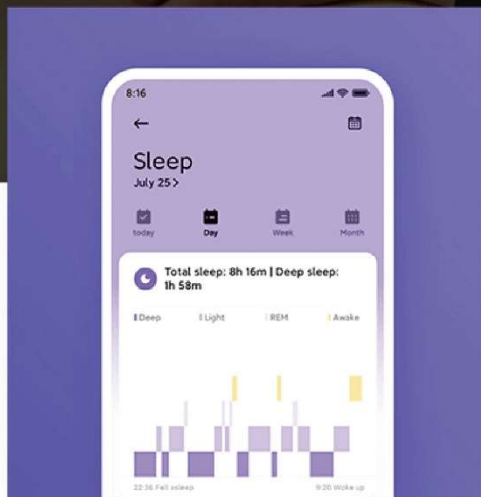 8:16
Sleep
July 25 >
today Day Week Month
Total sleep: 8h 16m | Deep sleep:
1h 58m
Deep Light REM Awake
22:36 Fell asleep 9:20 Woke up